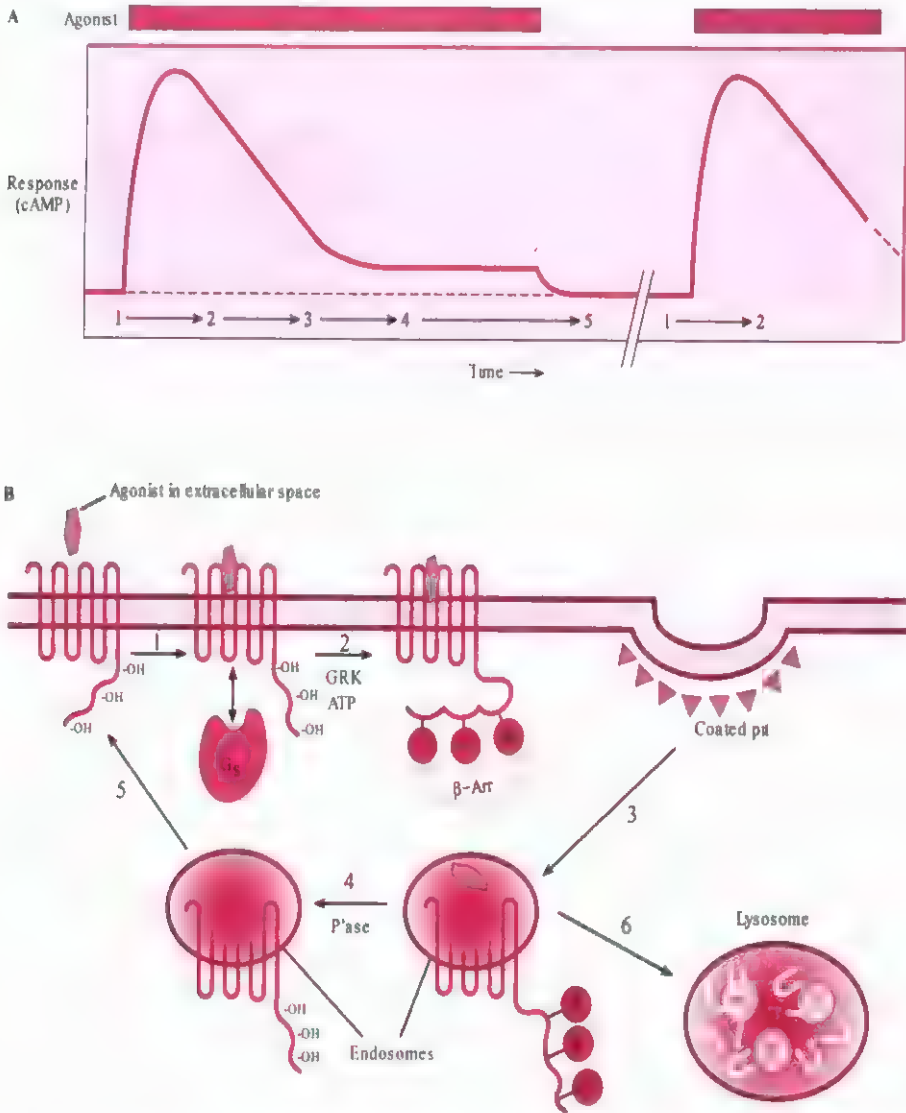 A
Agonist
Response
(cAMP)
1 2 3 4 5 1 2
Time
B
Agonist in extracellular space
1
2
-OH
-OH
-OH
-OH
-OH
-OH
GRK
ATP
Gs
Coated pit
β-Arr
5
3
4
P'ase
6
Lysosome
-OH
-OH
-OH
Endosomes